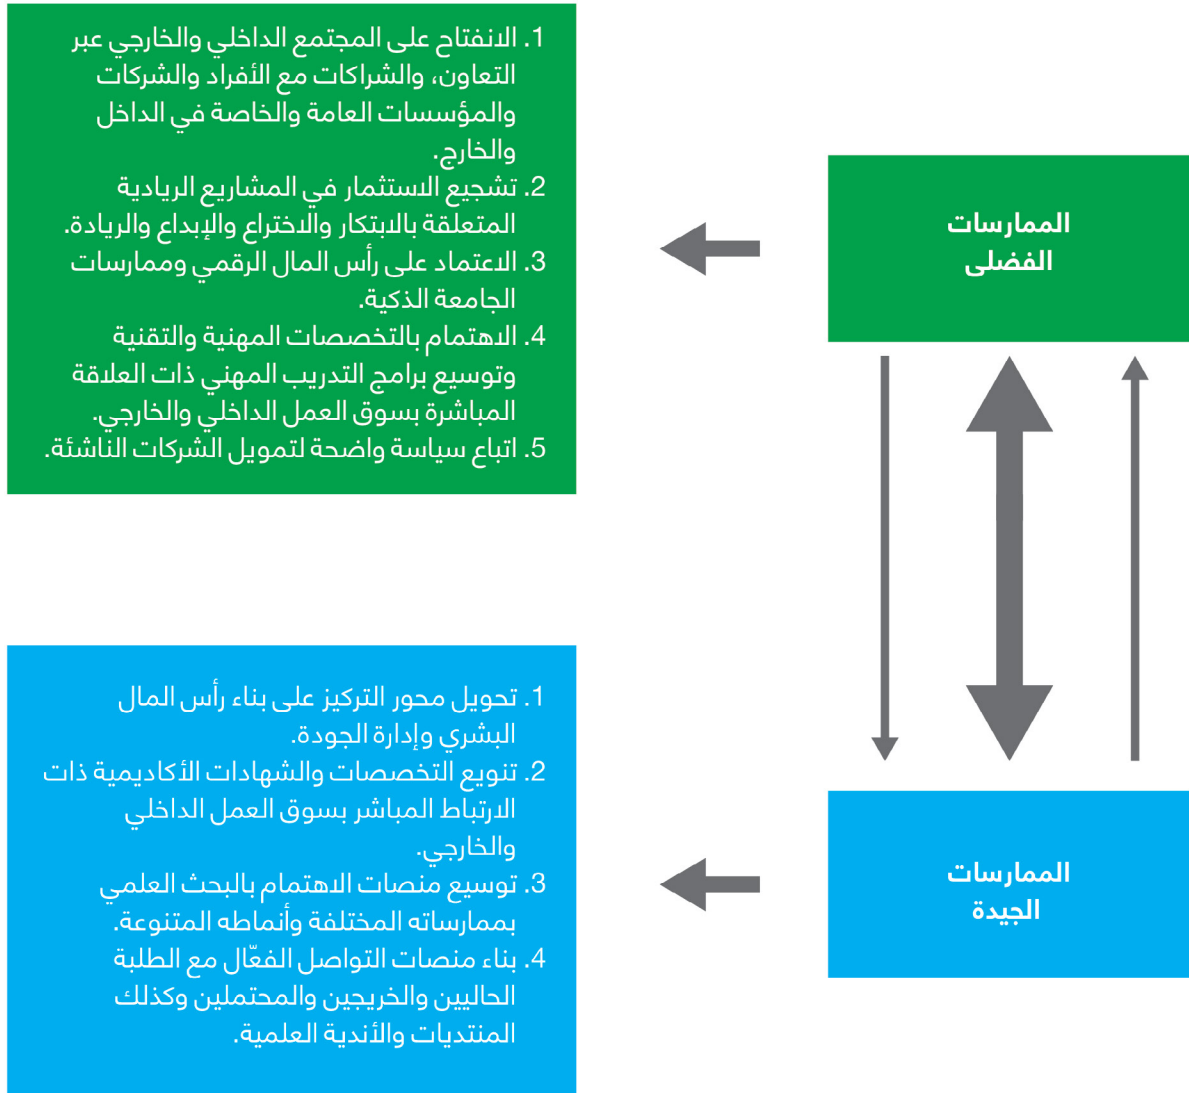 الممارسات
الفضلى
1. الانفتاح على المجتمع الداخلي والخارجي عبر
التعاون، والشراكات مع الأفراد والشركات
والمؤسسات العامة والخاصة في الداخل
والخارج.
2. تشجيع الاستثمار في المشاريع الريادية
المتعلقة بالابتكار والاختراع والإبداع والريادة.
3. الاعتماد على رأس المال الرقمي وممارسات
الجامعة الذكية.
4. الاهتمام بالتخصصات المهنية والتقنية
وتوسيع برامج التدريب المهني ذات العلاقة
المباشرة بسوق العمل الداخلي والخارجي.
5. اتباع سياسة واضحة لتمويل الشركات الناشئة.
الممارسات
الجيدة
1. تحويل محور التركيز على بناء رأس المال
البشري وإدارة الجودة.
2. تنويع التخصصات والشهادات الأكاديمية ذات
الارتباط المباشر بسوق العمل الداخلي
والخارجي.
3. توسيع منصات الاهتمام بالبحث العلمي
بممارساته المختلفة وأنماطه المتنوعة.
4. بناء منصات التواصل الفعّال مع الطلبة
الحاليين والخريجين والمحتملين وكذلك
المنتديات والأندية العلمية.